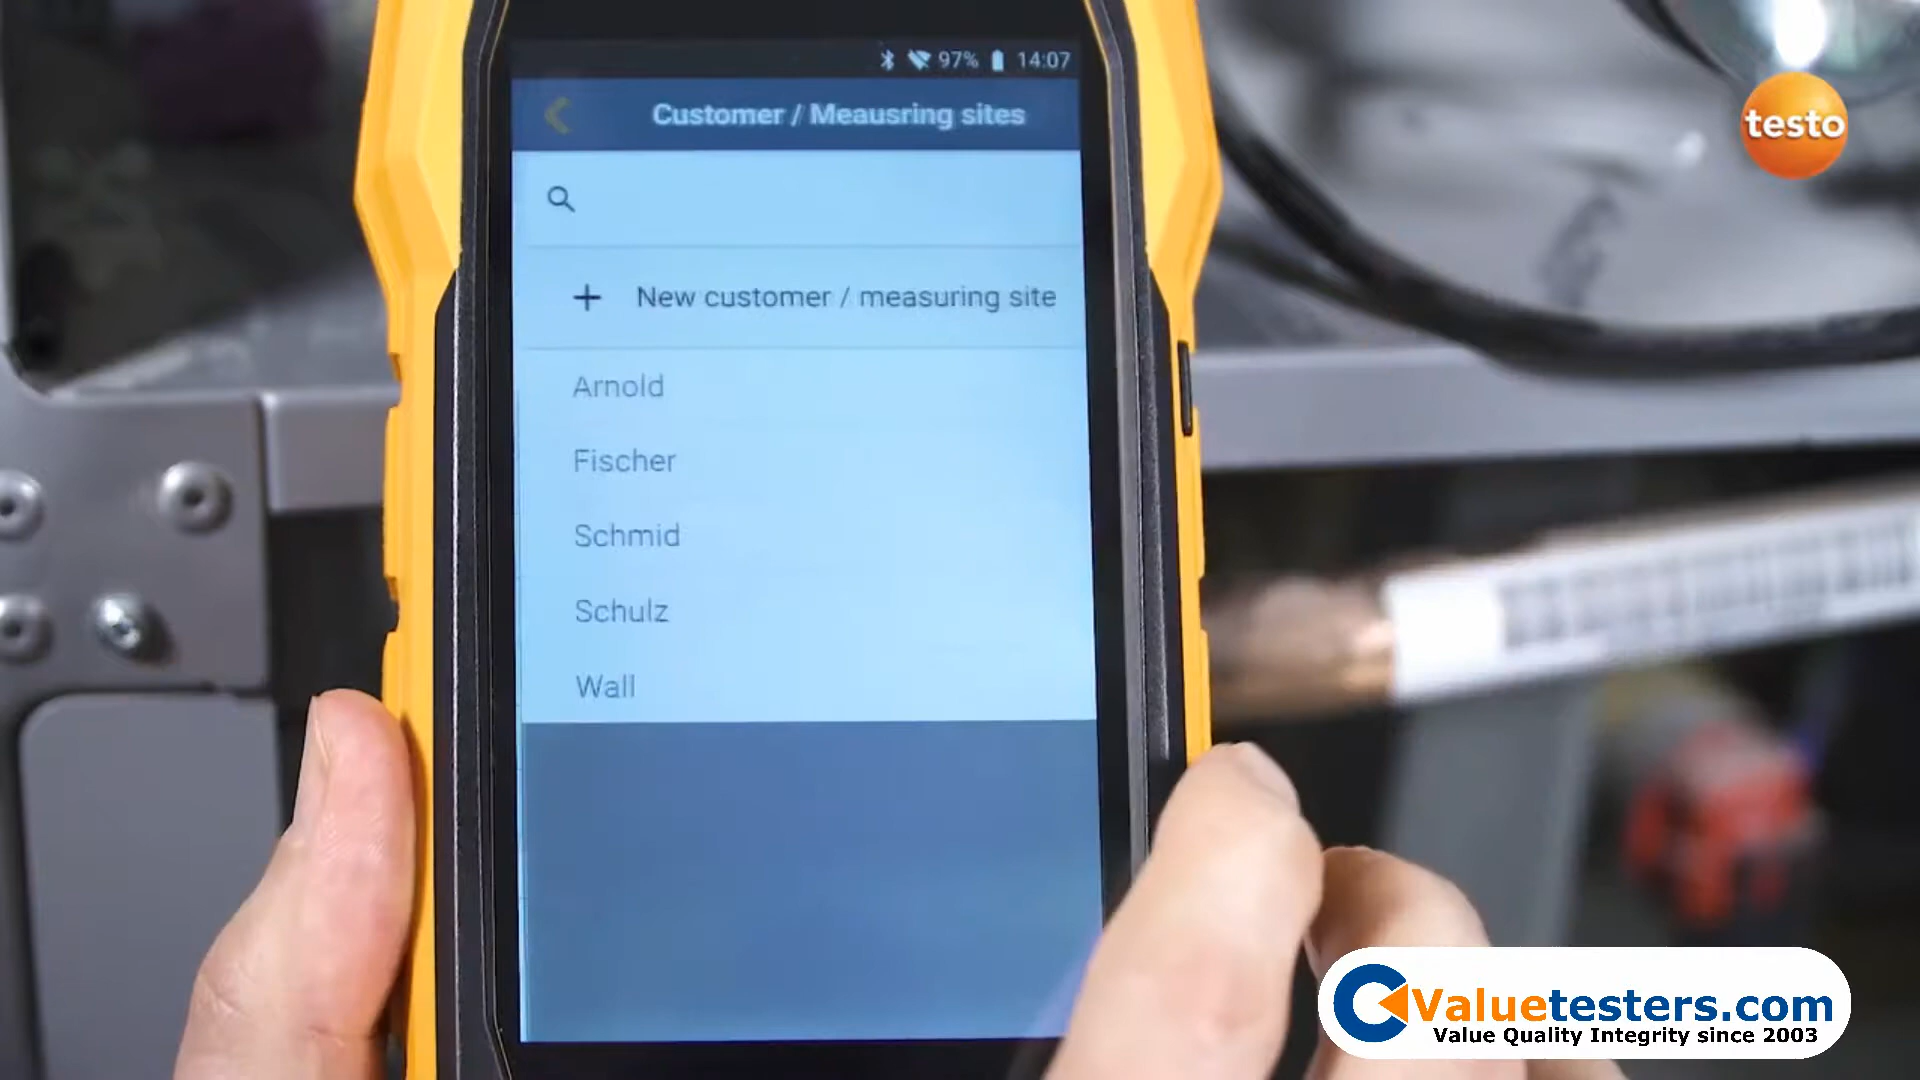 97% 14:07
Customer / Meausring sites
testo
New customer / measuring site
Arnold
Fischer
Schmid
Schulz
Wall
Valuetesters.com
Value Quality Integrity since 2003